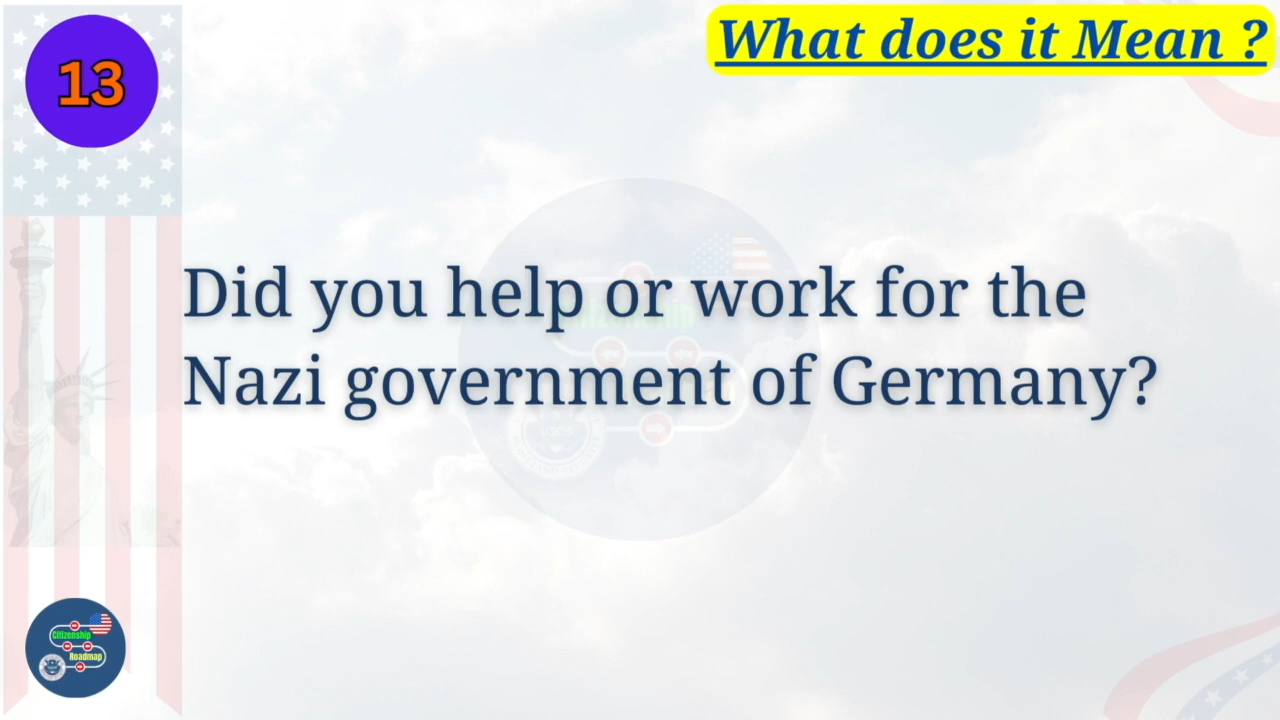 13
What does it Mean ?
Did you help or work for the
Nazi government of Germany?
Citizenship
Roadmap